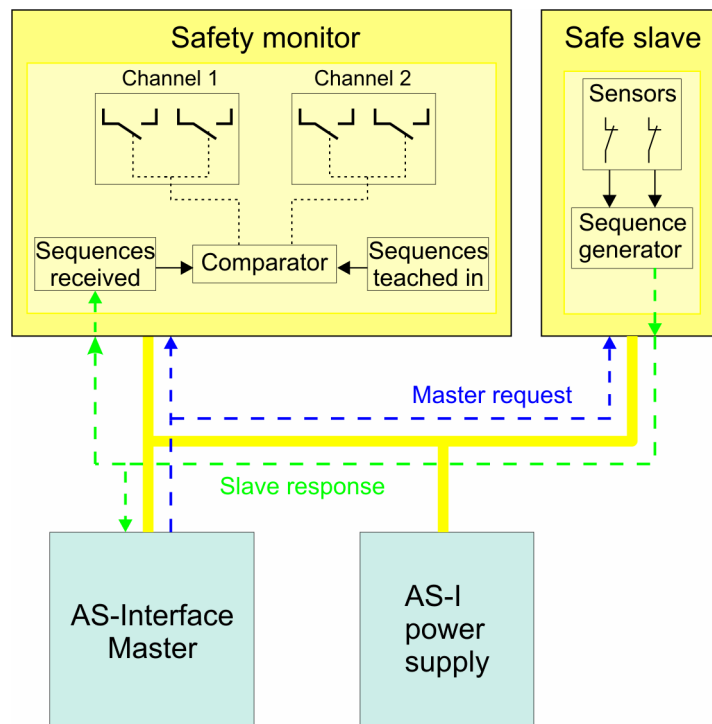 Safety monitor
Safe slave
Channel 1
Channel 2
Sensors
Sequences
received
Comparator
Sequences
teached in
Sequence
generator
Master request
Slave response
AS-Interface
Master
AS-I
power
supply